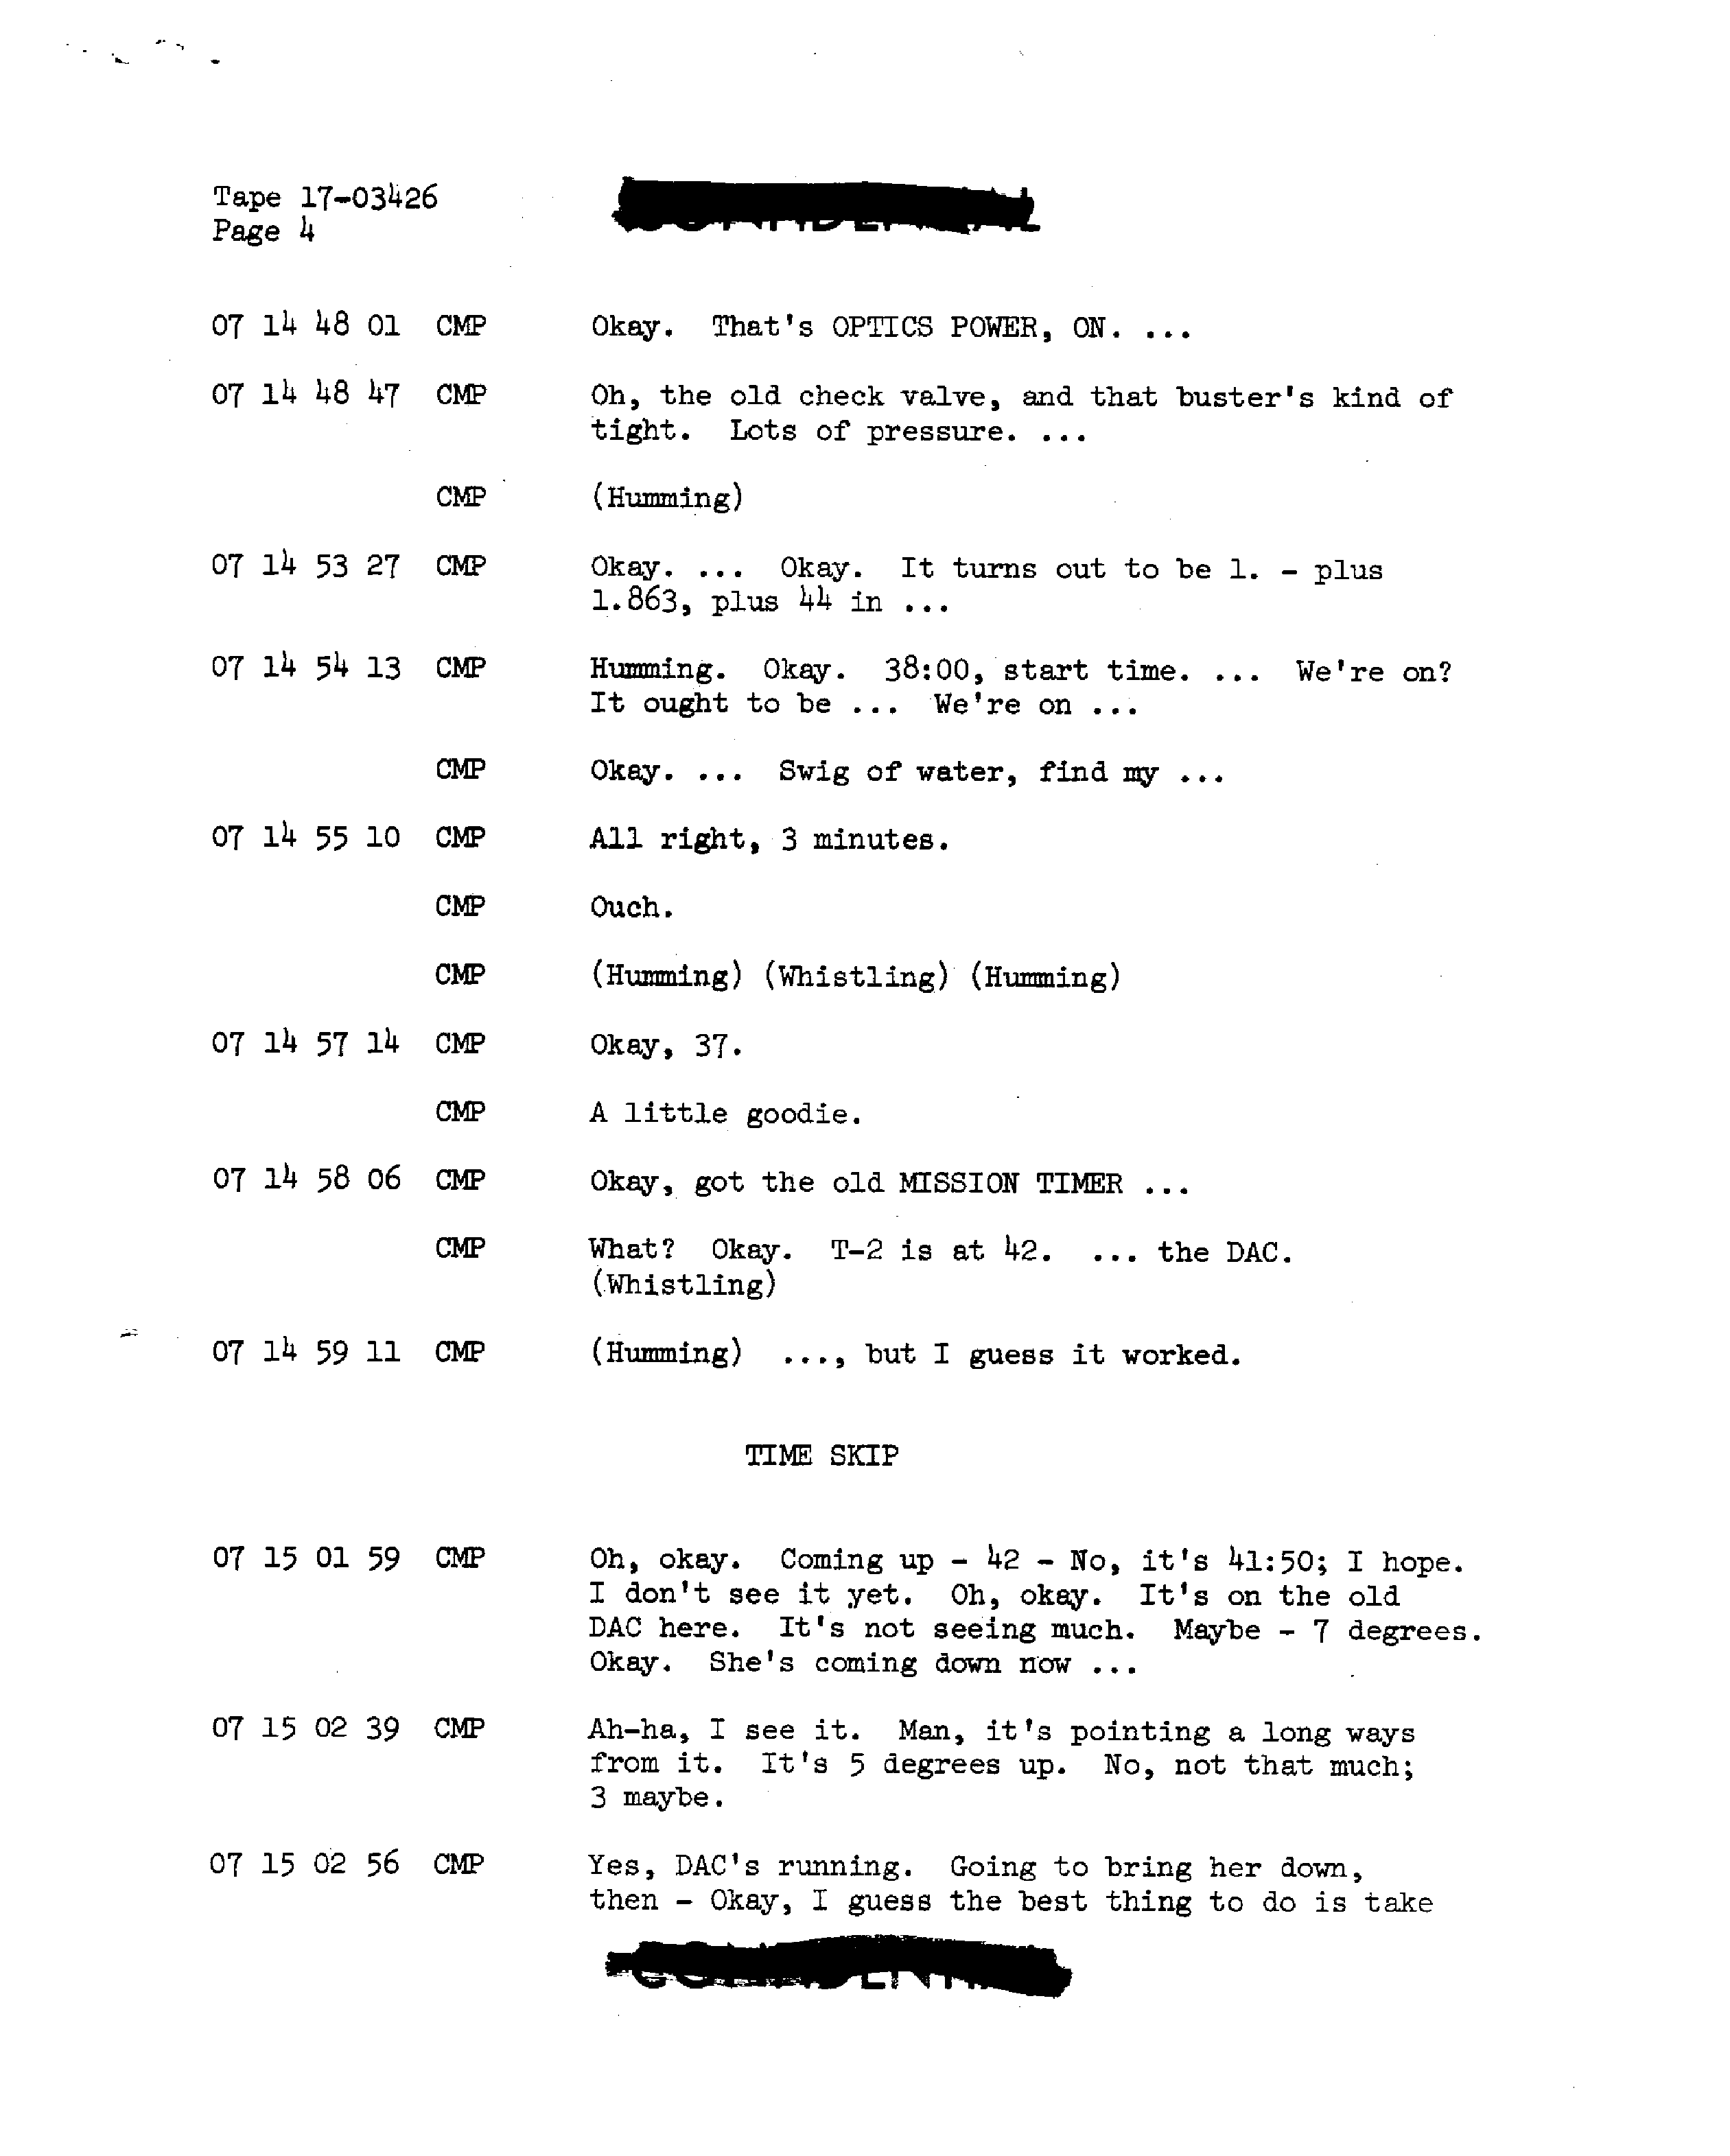 Tape 17-03426
Page 4
07 14 48 01 CMP Okay. That's OPTICS POWER, ON. ...
07 14 48 47 CMP Oh, the old check valve, and that buster's kind of
tight. Lots of pressure. ...
CMP (Humming)
07 14 53 27 CMP Okay. ... Okay. It turns out to be 1. - plus
1.863, plus 44 in ...
07 14 54 13 CMP Humming. Okay. 38:00, start time. ... We're on?
It ought to be ... We're on ...
CMP Okay. ... Swig of water, find my ...
07 14 55 10 CMP All right, 3 minutes.
CMP Ouch.
CMP (Humming) (Whistling) (Humming)
07 14 57 14 CMP Okay, 37.
CMP A little goodie.
07 14 58 06 CMP Okay, got the old MISSION TIMER ...
CMP What? Okay. T-2 is at 42. ... the DAC.
(Whistling)
07 14 59 11 CMP (Humming) ..., but I guess it worked.
TIME SKIP
07 15 01 59 CMP Oh, okay. Coming up - 42 - No, it's 41:50; I hope.
I don't see it yet. Oh, okay. It's on the old
DAC here. It's not seeing much. Maybe - 7 degrees.
Okay. She's coming down now ...
07 15 02 39 CMP Ah-ha, I see it. Man, it's pointing a long ways
from it. It's 5 degrees up. No, not that much;
3 maybe.
07 15 02 56 CMP Yes, DAC's running. Going to bring her down,
then - Okay, I guess the best thing to do is take